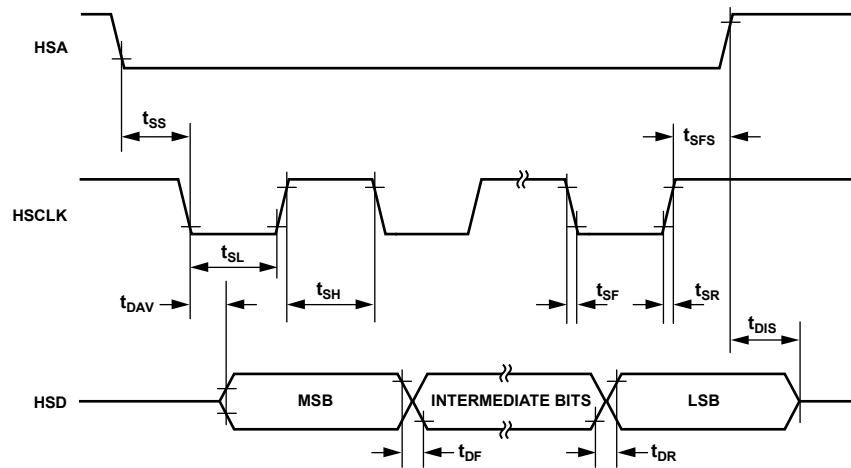 HSA
t_SS
t_SFS
HSCLK
t_SL
t_DAV
t_SH
t_SF
t_SR
t_DIS
HSD
MSB
INTERMEDIATE BITS
LSB
t_DF
t_DR